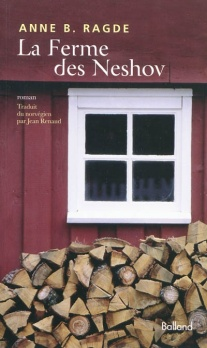 ANNE B. RAGDE
La Ferme
des Neshov
roman
Traduit
du norvégien
par Jean Renaud
Balland